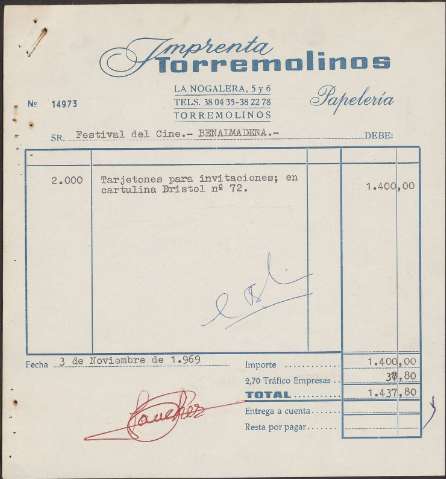 Imprenta
Torremolinos
LA NOGALERA, 5 y 6
Nº 14973
TELS. 38 04 35-38 22 78
Papelería
TORREMOLINOS
SR. Festival del Cine.- BENALMADENA.- DEBE:
2.000 Tarjetones para invitaciones; en 1.400,00
cartulina Bristol nº 72.
Fecha 3 de Noviembre de 1.969
Importe 1.400,00
2,70 Tráfico Empresas 37,80
TOTAL 1.437,80
Entrega a cuenta
Resta por pagar